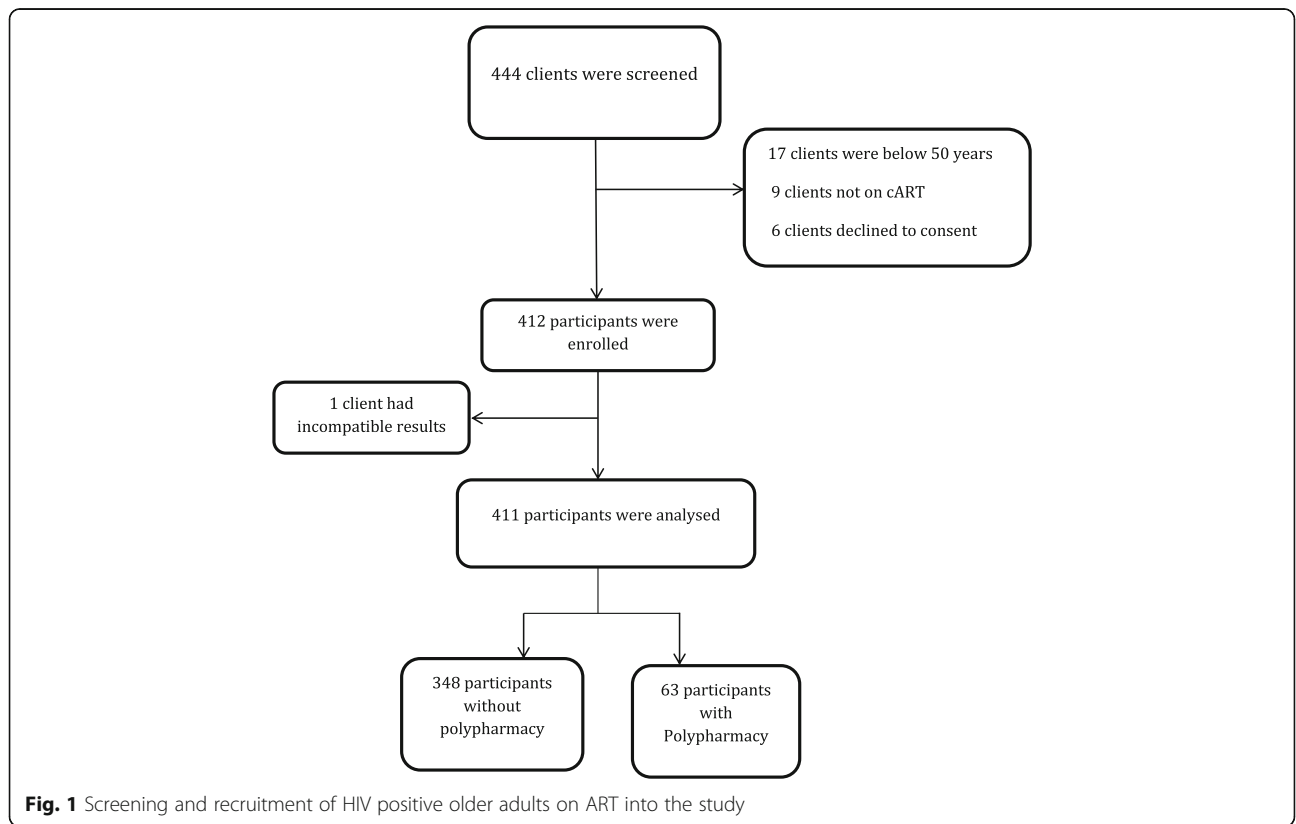 444 clients were screened
17 clients were below 50 years
9 clients not on cART
6 clients declined to consent
412 participants were
enrolled
1 client had
incompatible results
411 participants were analysed
348 participants
without
polypharmacy
63 participants
with
Polypharmacy
Fig. 1 Screening and recruitment of HIV positive older adults on ART into the study